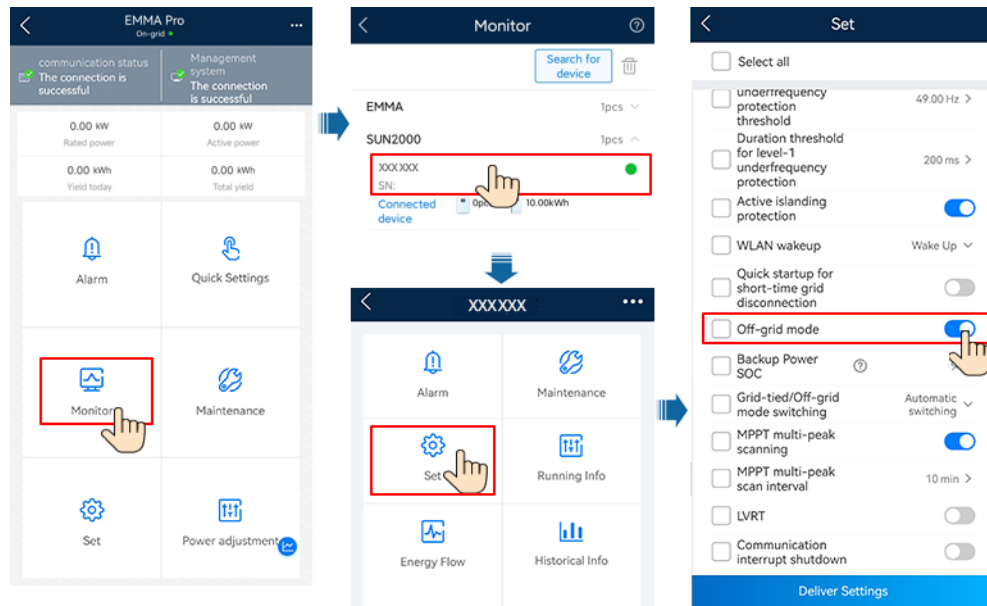 EMMA Pro
On-grid
communication status
The connection is
successful
Management
system
The connection
is successful
0.00 kW
Rated power
0.00 kW
Active power
0.00 kWh
Yield today
0.00 kWh
Total yield
Alarm
Quick Settings
Monitor
Maintenance
Set
Power adjustment
Monitor
Search for
device
EMMA
1pcs
SUN2000
1pcs
XXXXXX
SN:
Connected
device
10.00kWh
XXXXXX
Alarm
Maintenance
Set
Running Info
Energy Flow
Historical Info
Set
Select all
underfrequency
protection
threshold
49.00 Hz
Duration threshold
for level-1
underfrequency
protection
200 ms
Active islanding
protection
WLAN wakeup
Wake Up
Quick startup for
short-time grid
disconnection
Off-grid mode
Backup Power
SOC
Grid-tied/Off-grid
mode switching
Automatic
switching
MPPT multi-peak
scanning
MPPT multi-peak
scan interval
10 min
LVRT
Communication
interrupt shutdown
Deliver Settings